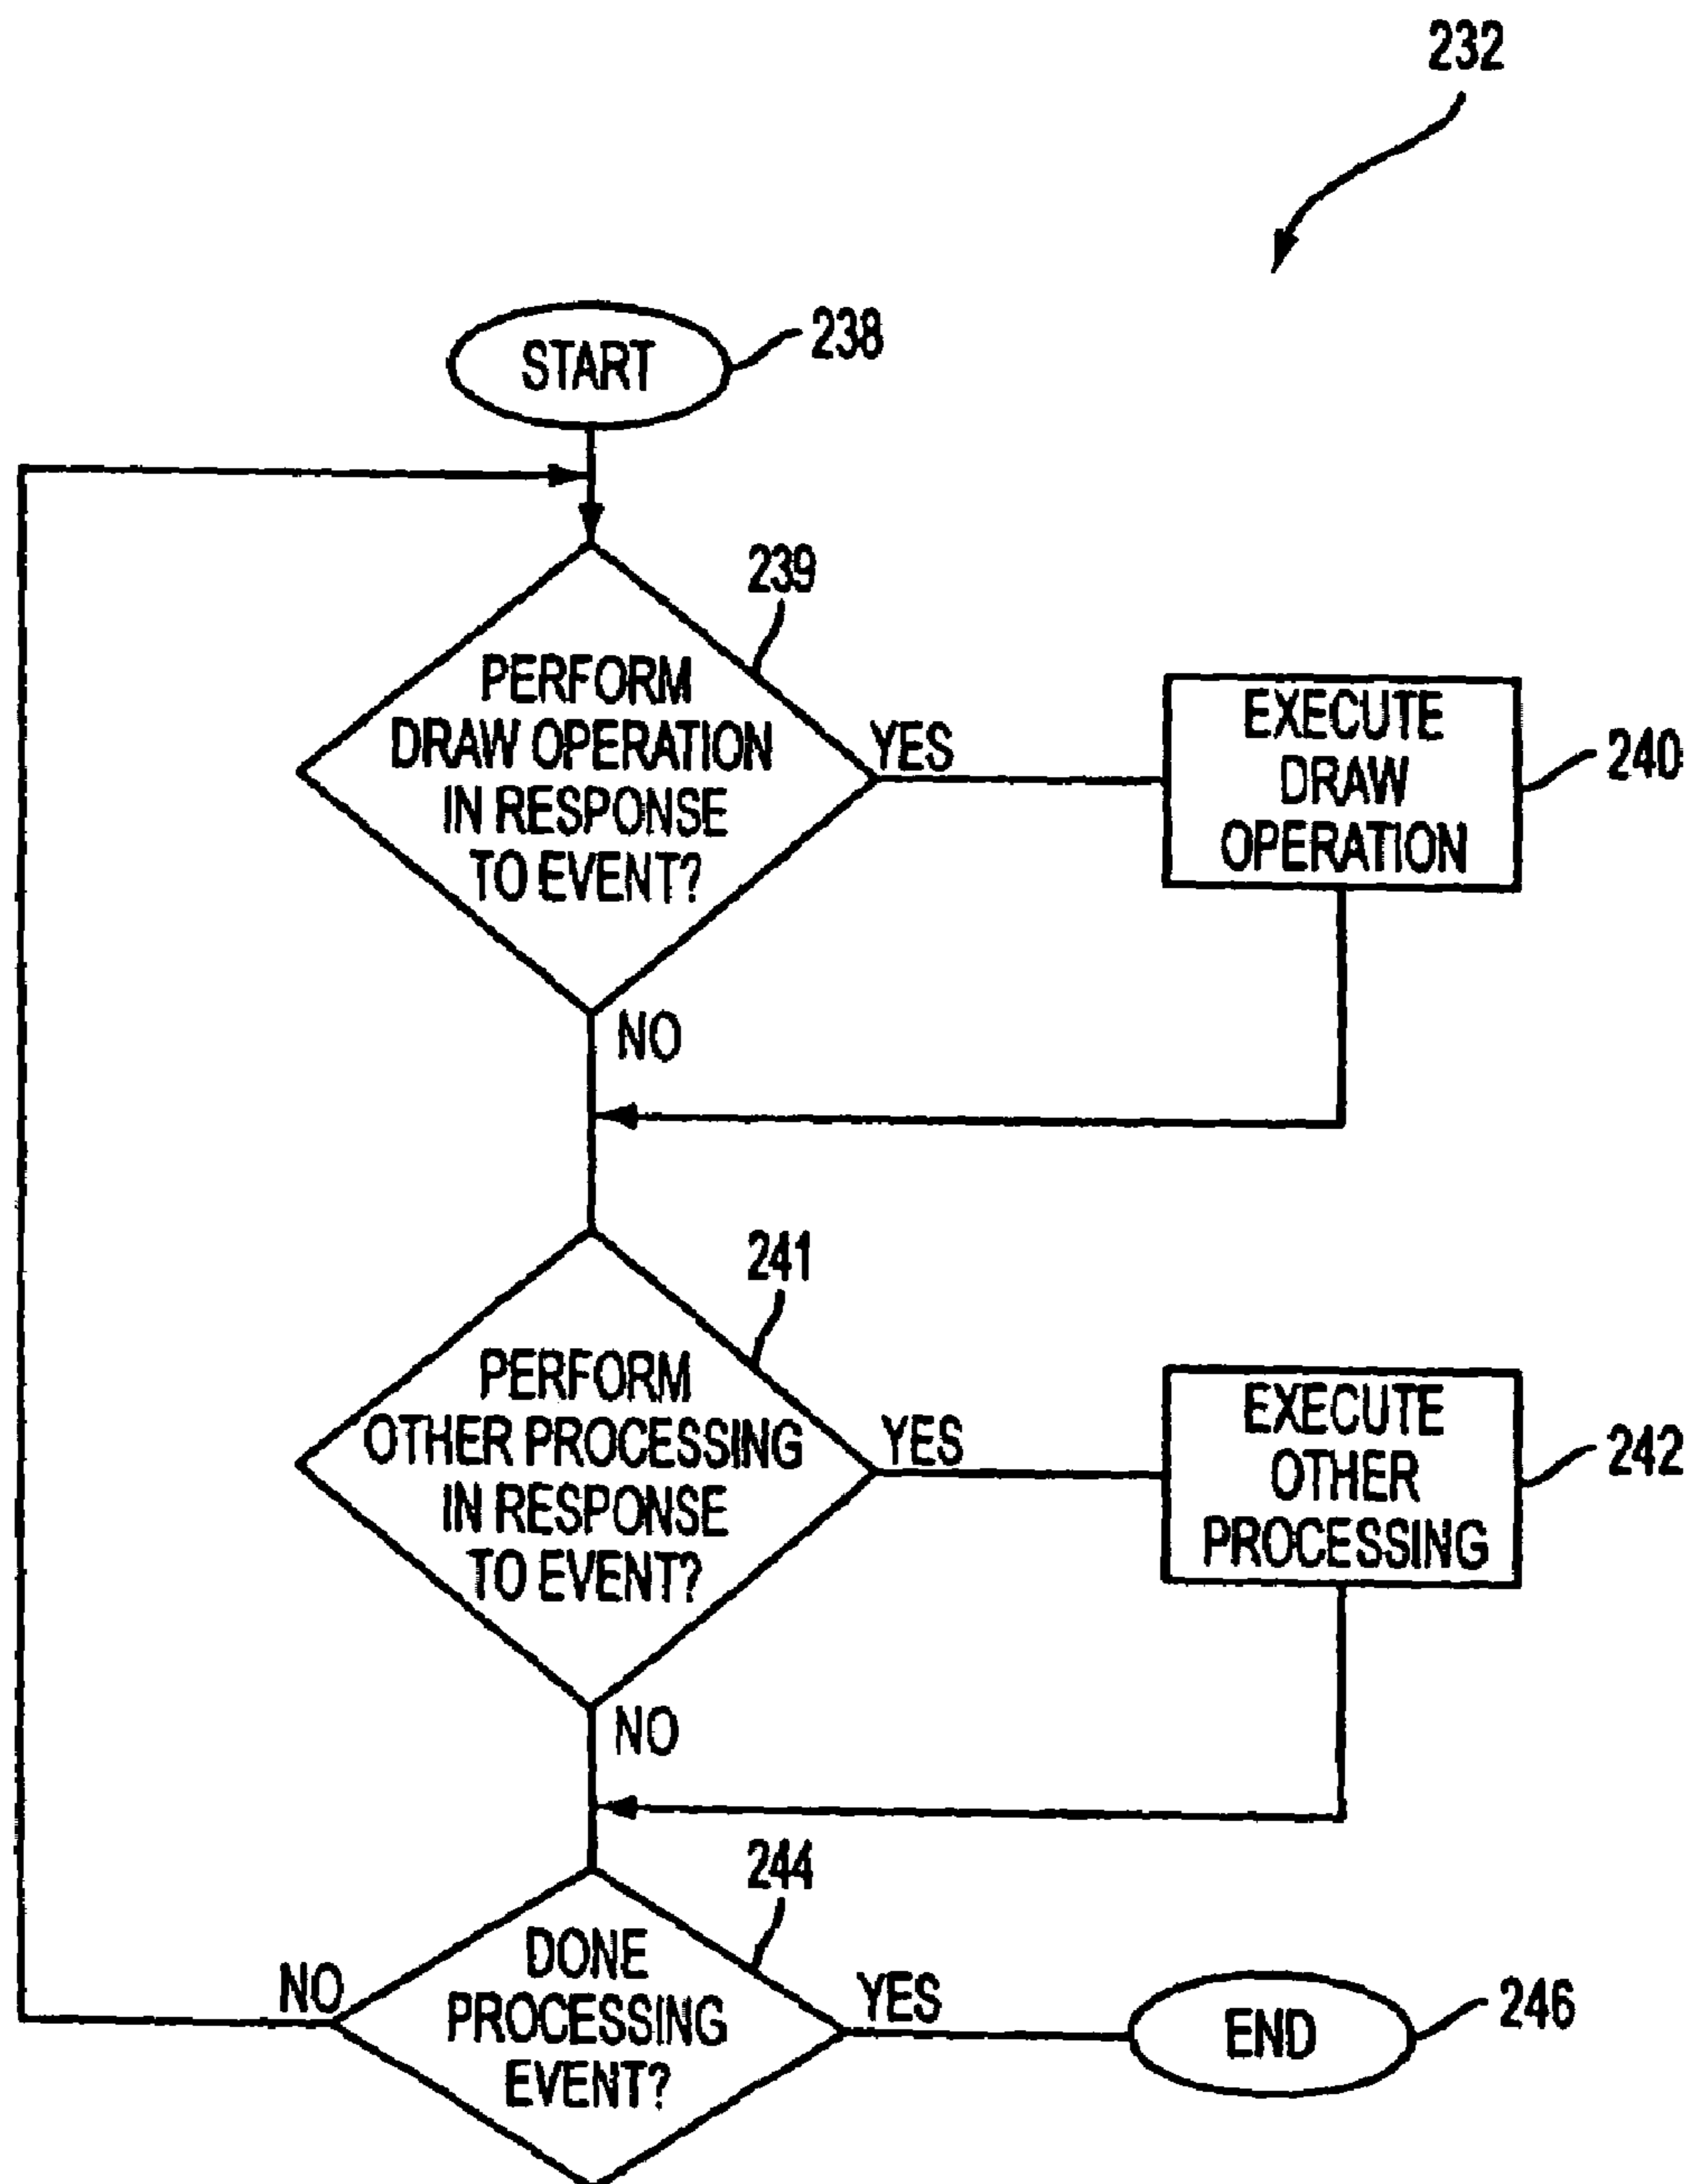 232
START
238
239
PERFORM
DRAW OPERATION
IN RESPONSE
TO EVENT?
YES
EXECUTE
DRAW
OPERATION
240
NO
241
PERFORM
OTHER PROCESSING
IN RESPONSE
TO EVENT?
YES
EXECUTE
OTHER
PROCESSING
242
NO
244
DONE
PROCESSING
EVENT?
NO
YES
END
246